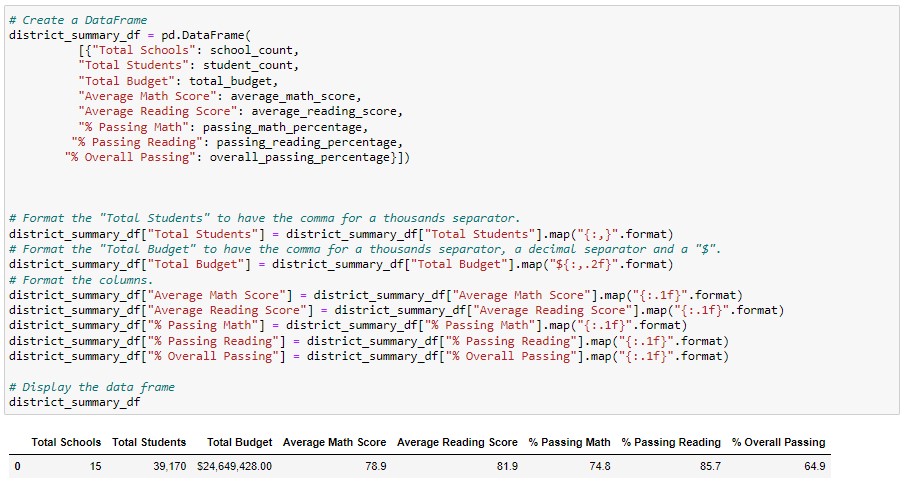 # Create a DataFrame
district_summary_df = pd.DataFrame(
[{"Total Schools": school_count,
"Total Students": student_count,
"Total Budget": total_budget,
"Average Math Score": average_math_score,
"Average Reading Score": average_reading_score,
"% Passing Math": passing_math_percentage,
"% Passing Reading": passing_reading_percentage,
"% Overall Passing": overall_passing_percentage}])
# Format the "Total Students" to have the comma for a thousands separator.
district_summary_df["Total Students"] = district_summary_df["Total Students"].map("{:,}".format)
# Format the "Total Budget" to have the comma for a thousands separator, a decimal separator and a "$".
district_summary_df["Total Budget"] = district_summary_df["Total Budget"].map("${:,.2f}".format)
# Format the columns.
district_summary_df["Average Math Score"] = district_summary_df["Average Math Score"].map("{:.1f}".format)
district_summary_df["Average Reading Score"] = district_summary_df["Average Reading Score"].map("{:.1f}".format)
district_summary_df["% Passing Math"] = district_summary_df["% Passing Math"].map("{:.1f}".format)
district_summary_df["% Passing Reading"] = district_summary_df["% Passing Reading"].map("{:.1f}".format)
district_summary_df["% Overall Passing"] = district_summary_df["% Overall Passing"].map("{:.1f}".format)
# Display the data frame
district_summary_df
Total Schools Total Students Total Budget Average Math Score Average Reading Score % Passing Math % Passing Reading % Overall Passing
0 15 39,170 $24,649,428.00 78.9 81.9 74.8 85.7 64.9